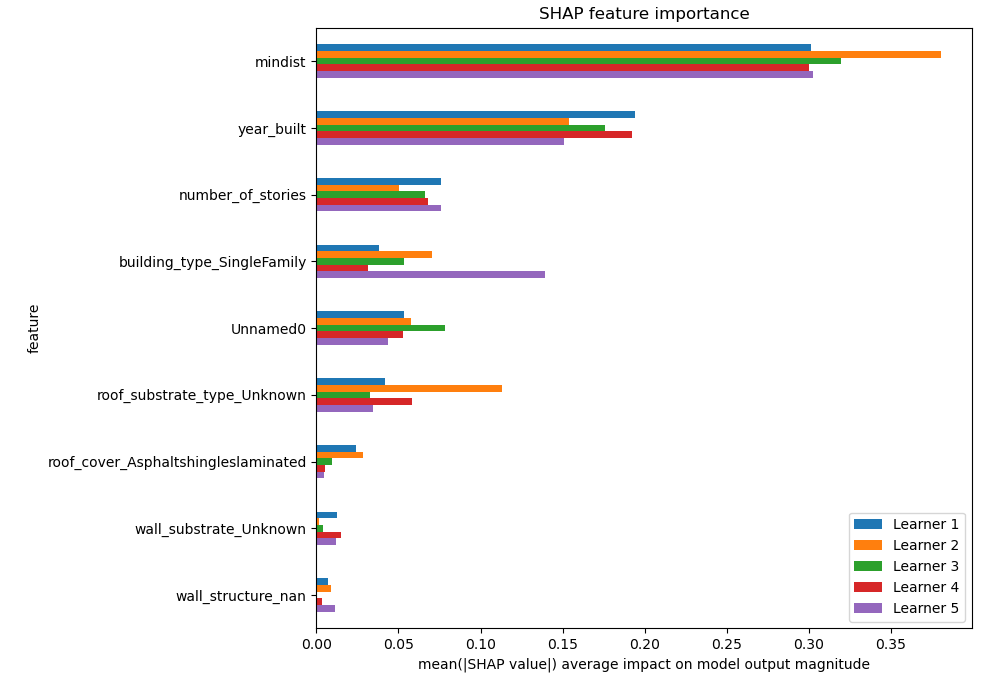 SHAP feature importance
mindist
year_built
number_of_stories
building_type_SingleFamily
Unnamed0
roof_substrate_type_Unknown
roof_cover_Asphaltshingleslaminated
wall_substrate_Unknown
wall_structure_nan
feature
Learner 1
Learner 2
Learner 3
Learner 4
Learner 5
0.00 0.05 0.10 0.15 0.20 0.25 0.30 0.35
mean(|SHAP value|) average impact on model output magnitude